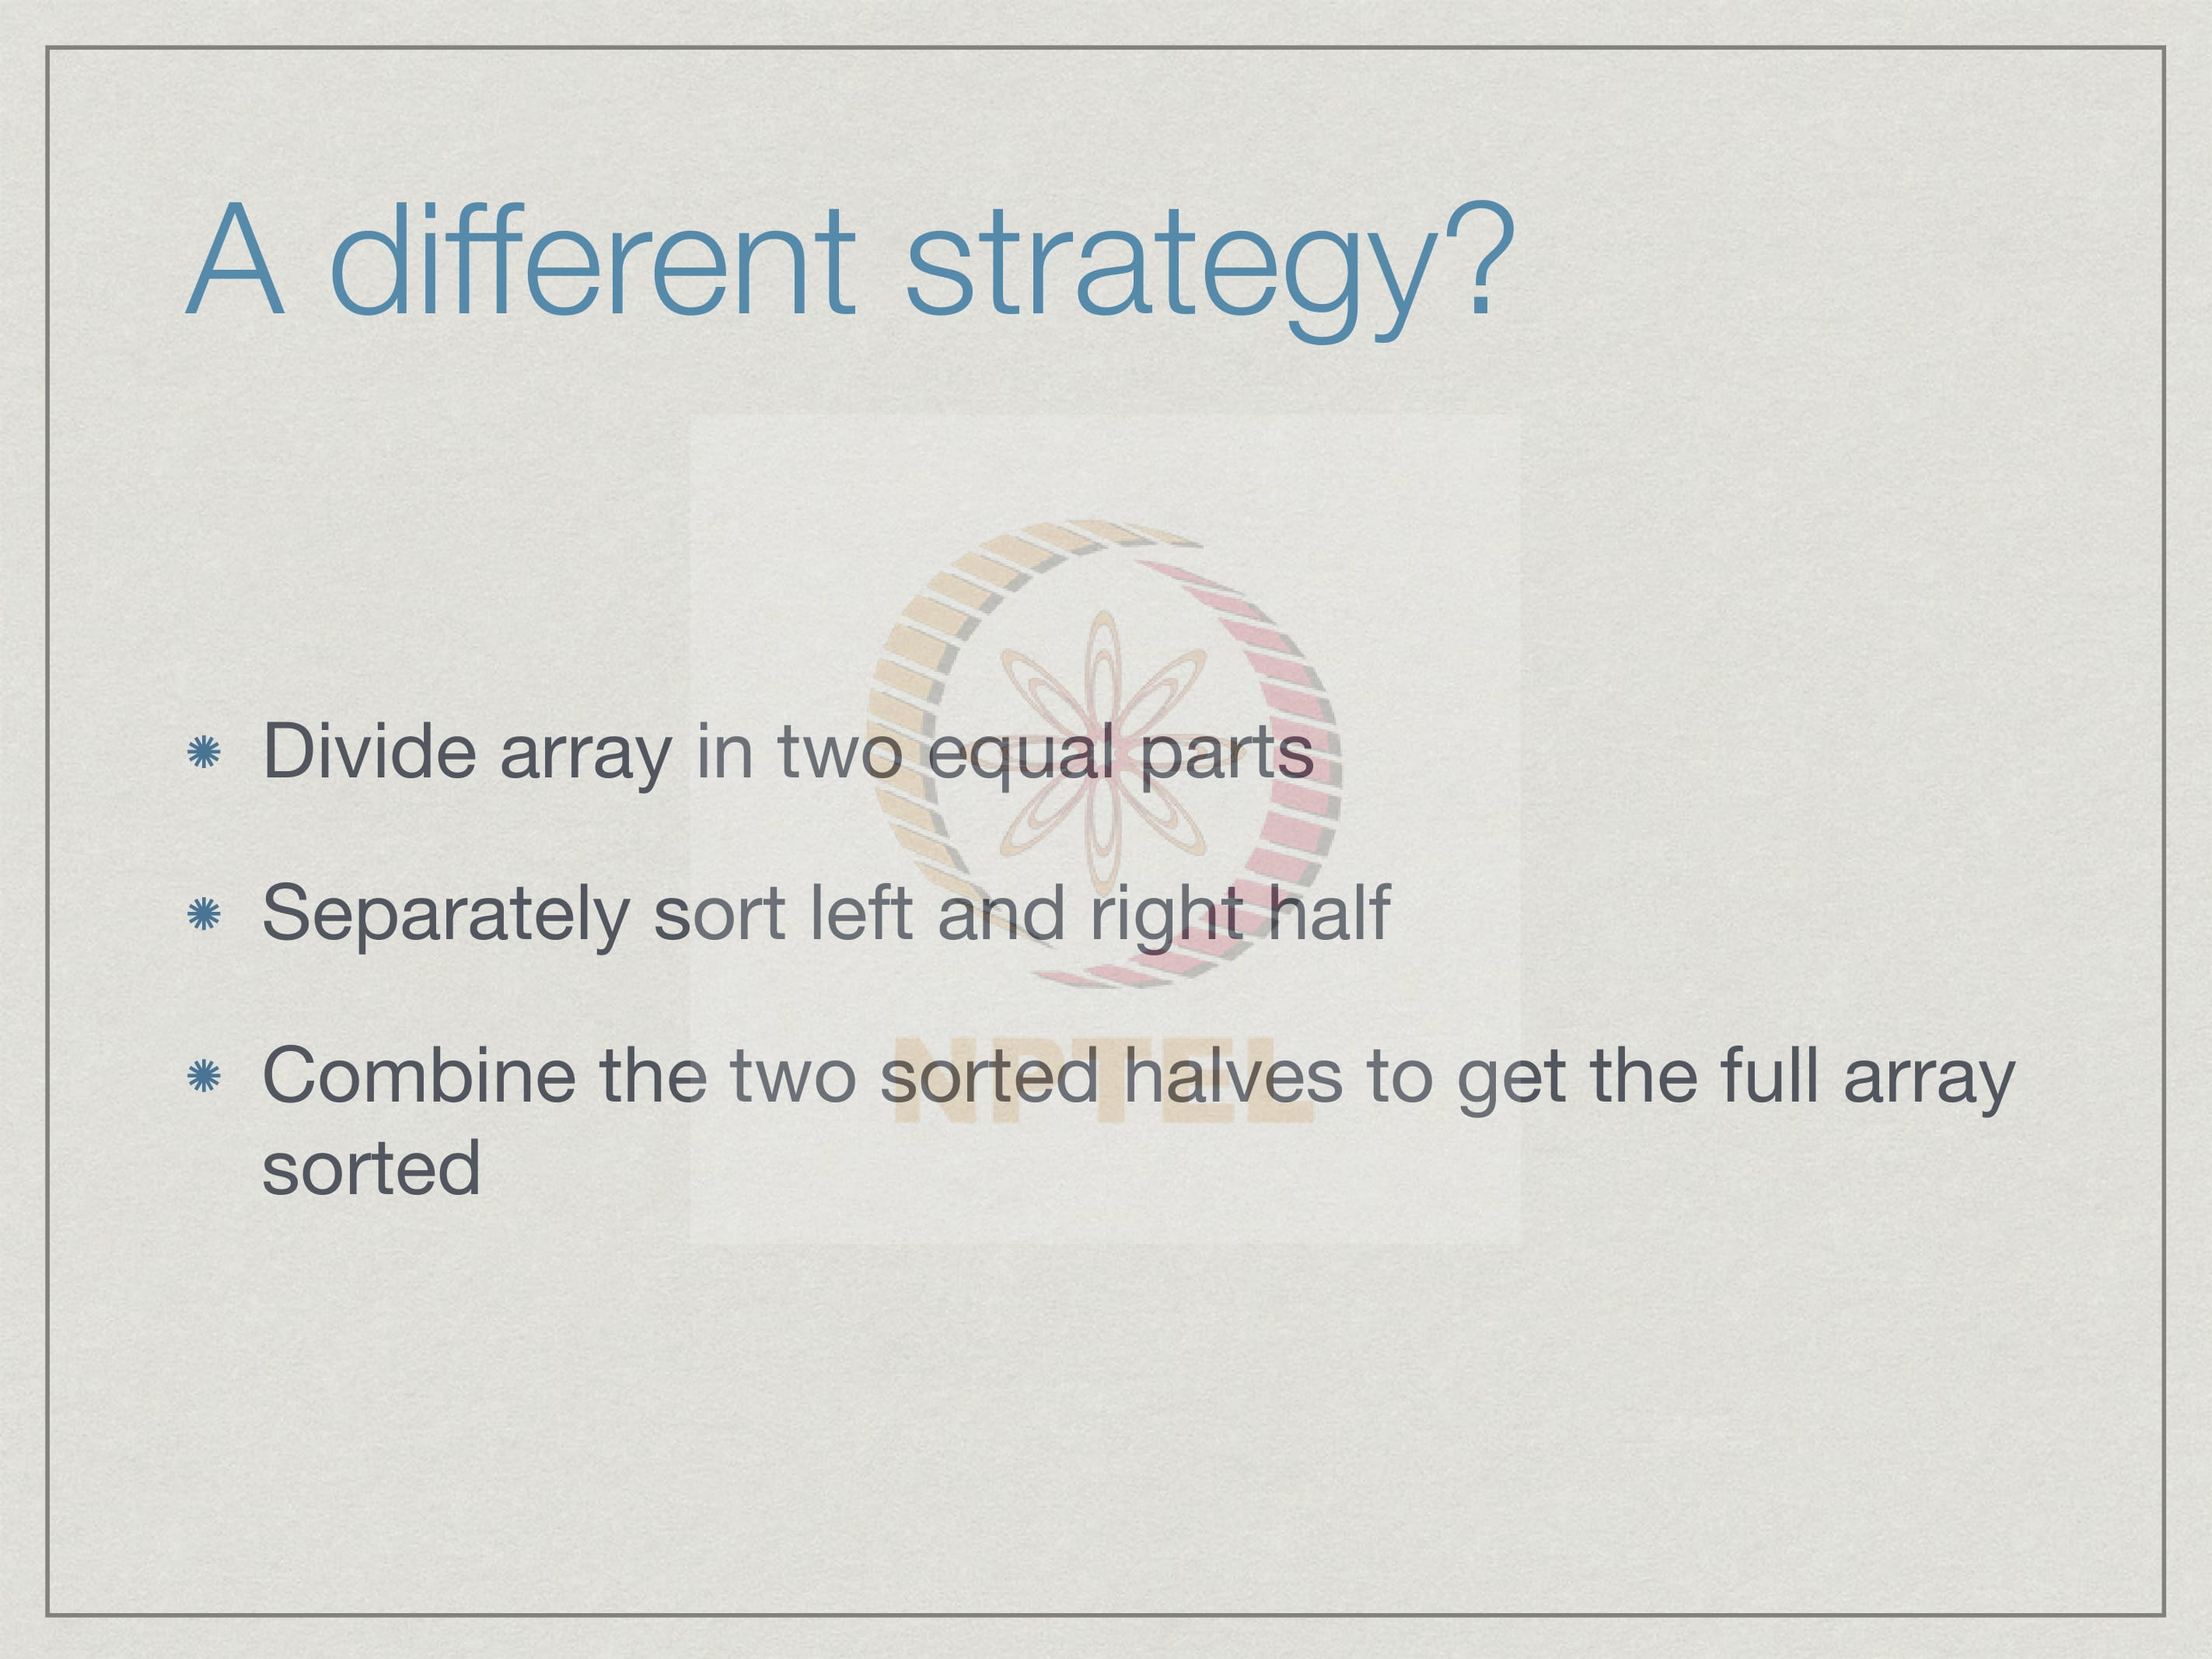 A different strategy?
Divide array in two equal parts
Separately sort left and right half
Combine the two sorted halves to get the full array
sorted
NPTEL